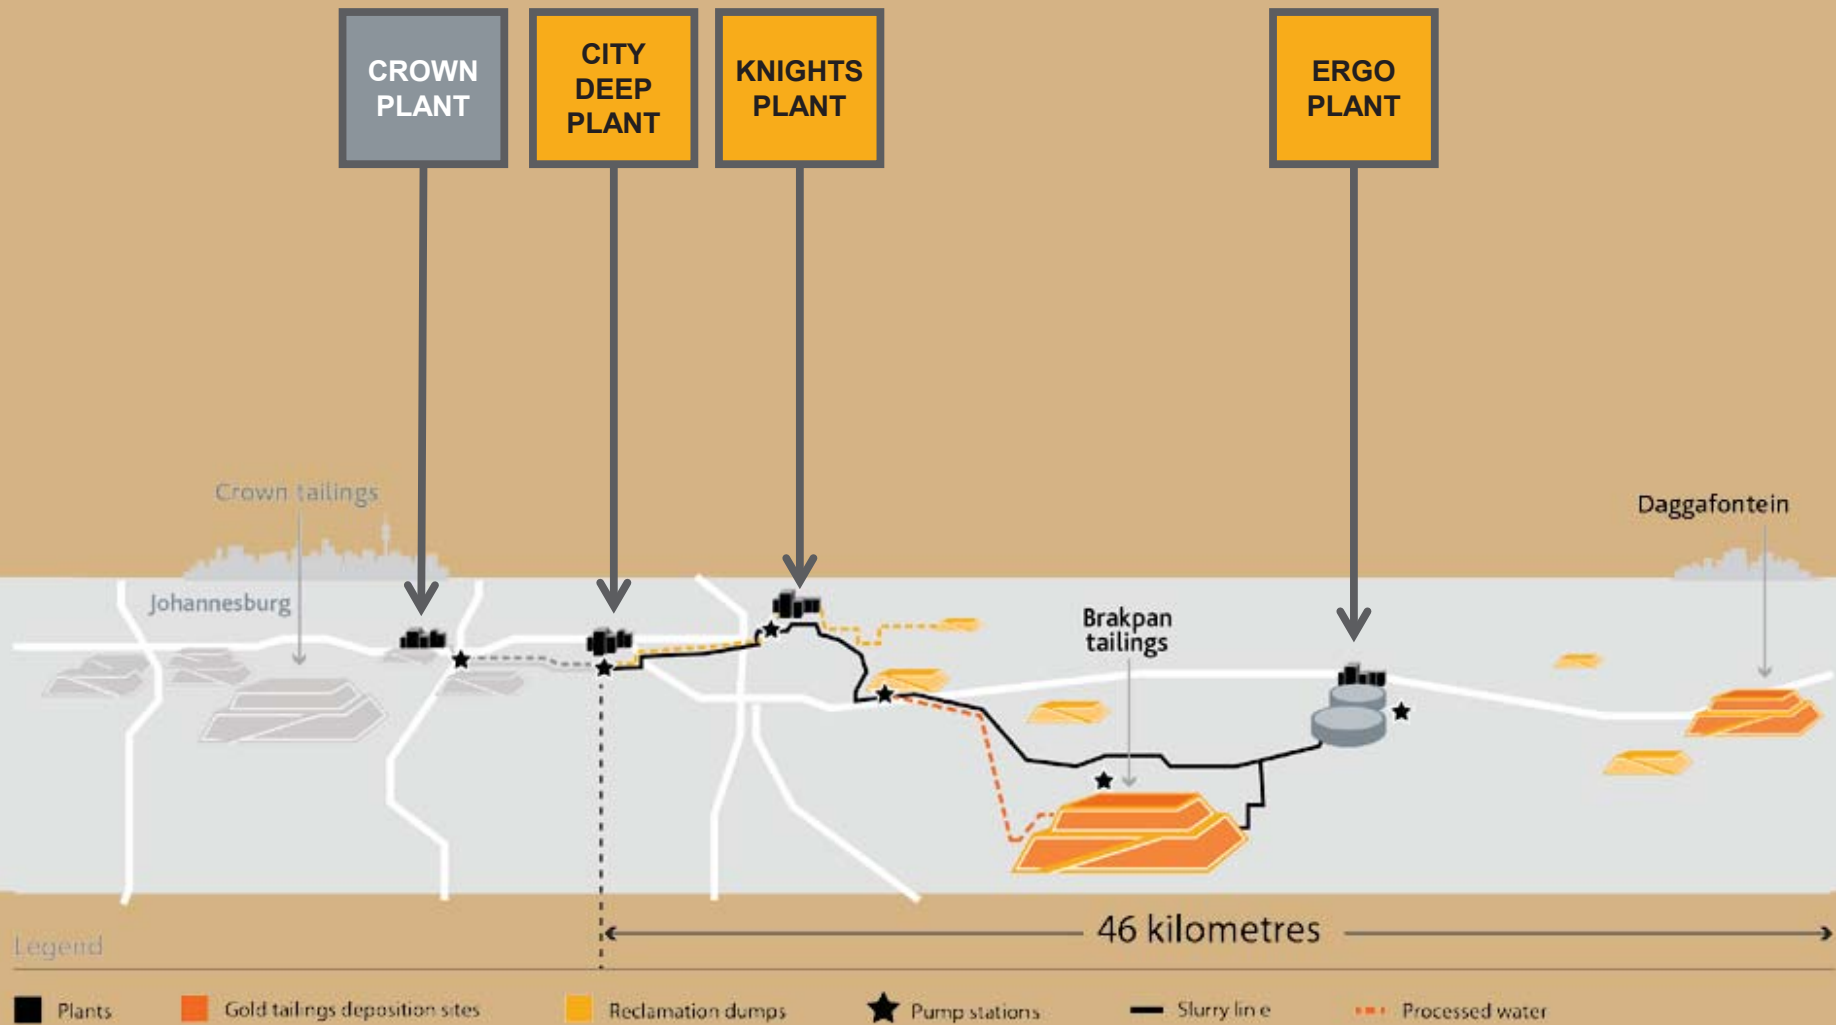 CROWN
PLANT
CITY
DEEP
PLANT
KNIGHTS
PLANT
ERGO
PLANT
Crown tailings
Daggafontein
Johannesburg
Brakpan
tailings
46 kilometres
Legend
Plants
Gold tailings deposition sites
Reclamation dumps
Pump stations
Slurry line
Processed water